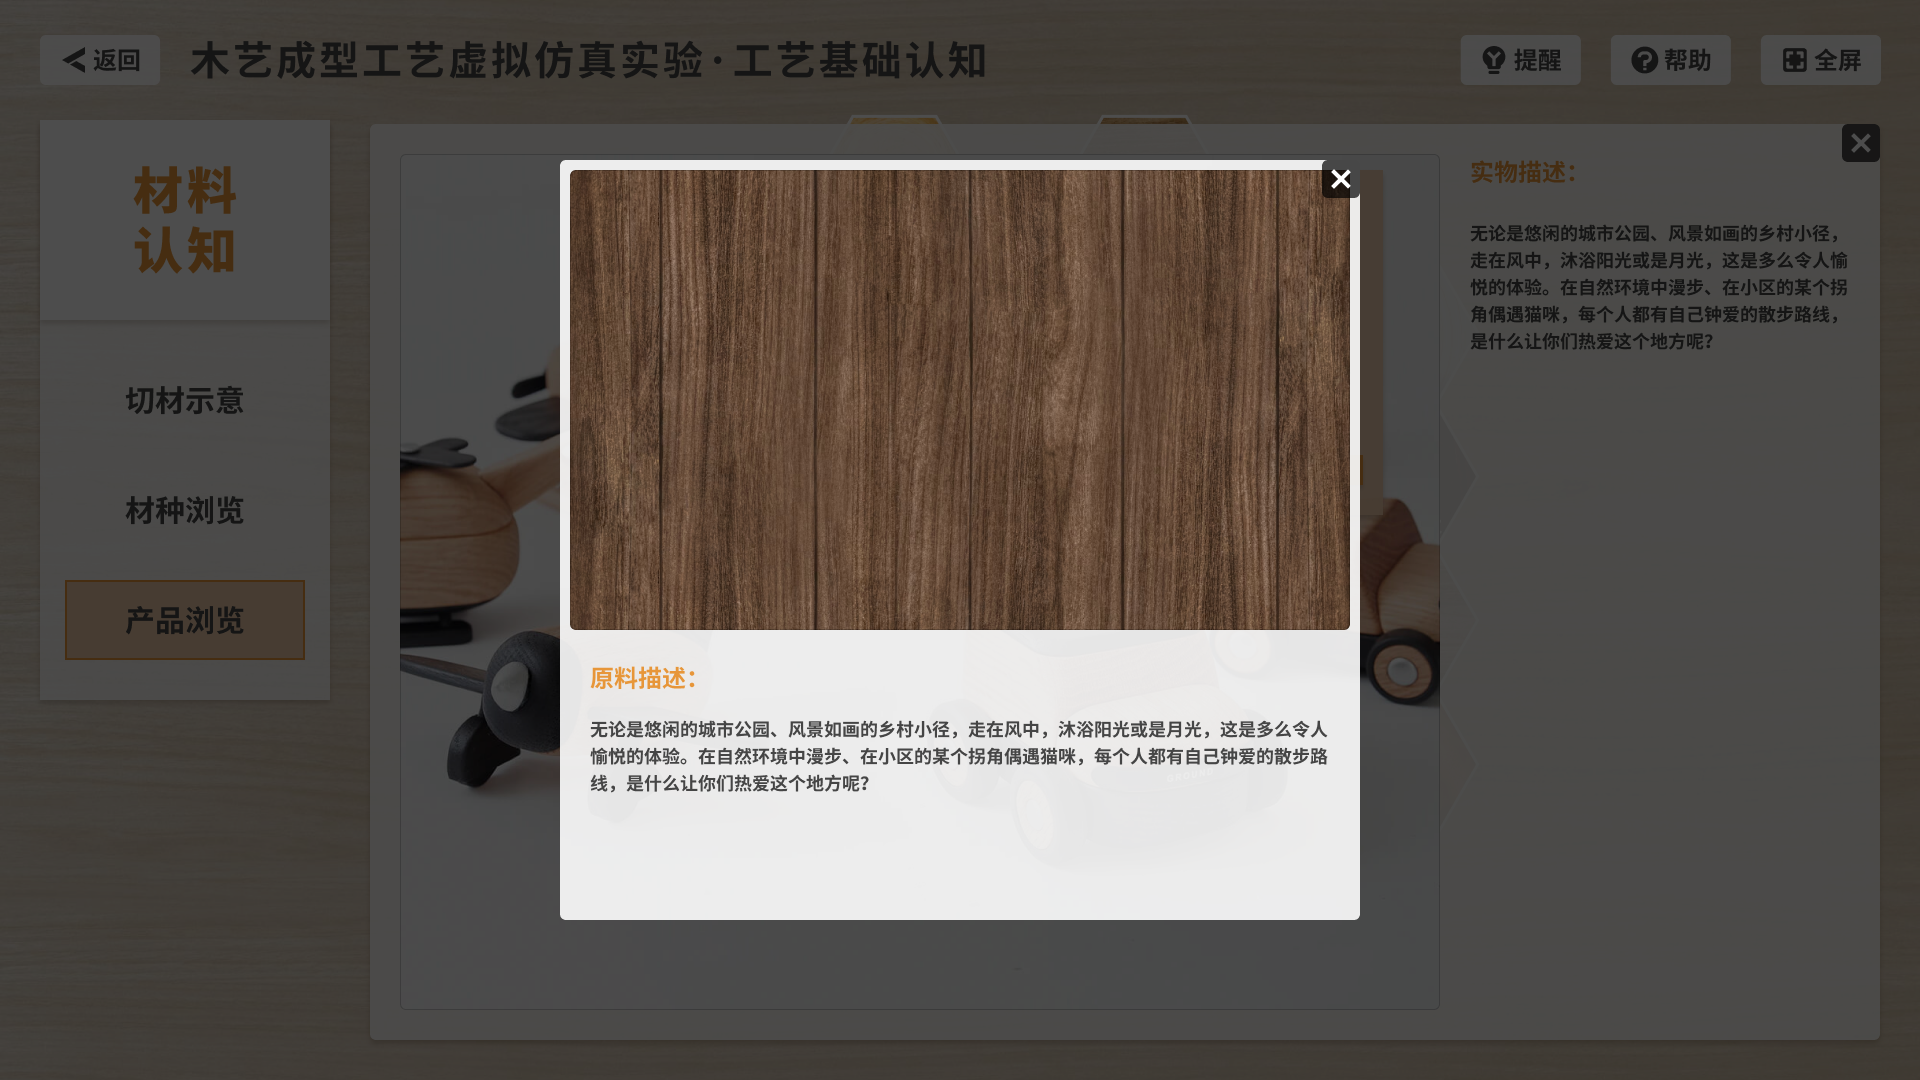 返回
木艺成型工艺虚拟仿真实验·工艺基础认知
提醒
帮助
全屏
材料
认知
切材示意
材种浏览
产品浏览
实物描述：
无论是悠闲的城市公园、风景如画的乡村小径，
走在风中，沐浴阳光或是月光，这是多么令人愉
悦的体验。在自然环境中漫步、在小区的某个拐
角偶遇猫咪，每个人都有自己钟爱的散步路线，
是什么让你们热爱这个地方呢？
原料描述：
无论是悠闲的城市公园、风景如画的乡村小径，走在风中，沐浴阳光或是月光，这是多么令人
愉悦的体验。在自然环境中漫步、在小区的某个拐角偶遇猫咪，每个人都有自己钟爱的散步路
线，是什么让你们热爱这个地方呢？